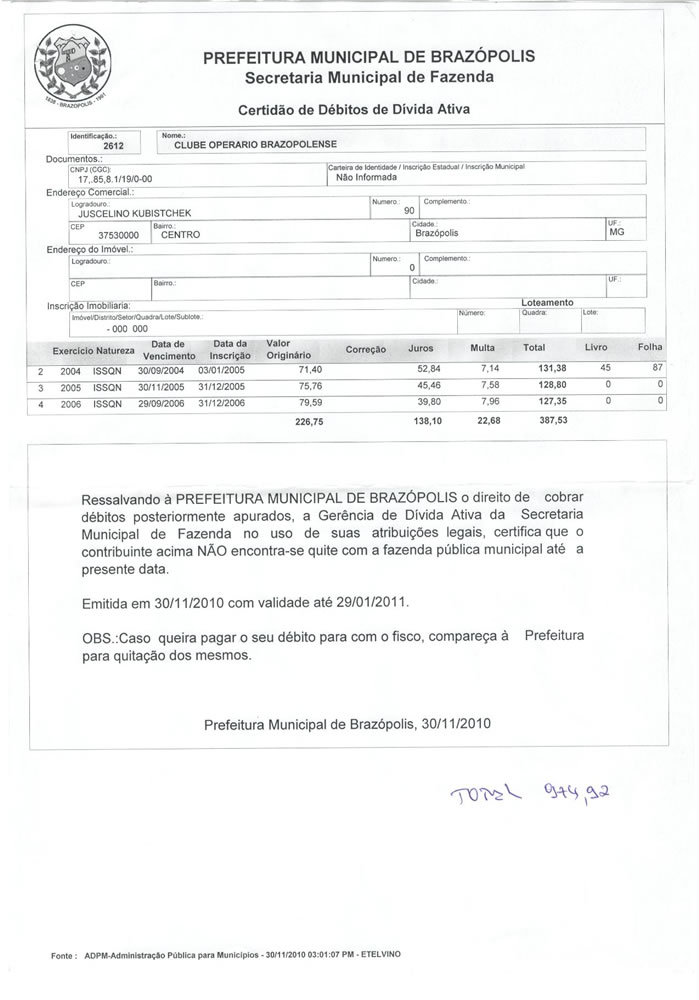 PREFEITURA MUNICIPAL DE BRAZÓPOLIS
Secretaria Municipal de Fazenda
Certidão de Débitos de Divida Ativa
1838 - BRAZOPOLIS - 1901
Identificação.: 2612 Nome.: CLUBE OPERARIO BRAZOPOLENSE
Documentos.:
CNPJ (CGC): Carteira de Identidade / Inscrição Estadual / Inscrição Municipal
17,.85,8.1/19/0-00 Não Informada
Endereço Comercial.:
Logradouro.: Numero.: Complemento.:
JUSCELINO KUBISTCHEK 90
CEP Bairro.: Cidade.: UF.:
37530000 CENTRO Brazópolis MG
Endereço do Imóvel.:
Logradouro.: Numero.: Complemento.:
0
CEP Bairro.: Cidade.: UF.:
Inscrição Imobiliaria: Loteamento
Imóvel/Distrito/Setor/Quadra/Lote/Sublote.: Número: Quadra: Lote:
- 000 000
Exercicio Natureza Data de Vencimento Data da Inscrição Valor Originário Correção Juros Multa Total Livro Folha
2 2004 ISSQN 30/09/2004 03/01/2005 71,40 52,84 7,14 131,38 45 87
3 2005 ISSQN 30/11/2005 31/12/2005 75,76 45,46 7,58 128,80 0 0
4 2006 ISSQN 29/09/2006 31/12/2006 79,59 39,80 7,96 127,35 0 0
226,75 138,10 22,68 387,53
Ressalvando à PREFEITURA MUNICIPAL DE BRAZÓPOLIS o direito de cobrar
débitos posteriormente apurados, a Gerência de Divida Ativa da Secretaria
Municipal de Fazenda no uso de suas atribuições legais, certifica que o
contribuinte acima NÃO encontra-se quite com a fazenda pública municipal até a
presente data.
Emitida em 30/11/2010 com validade até 29/01/2011.
OBS.:Caso queira pagar o seu débito para com o fisco, compareça à Prefeitura
para quitação dos mesmos.
Prefeitura Municipal de Brazópolis, 30/11/2010
TOTAL 974,92
Fonte : ADPM-Administração Pública para Municipios - 30/11/2010 03:01:07 PM - ETELVINO